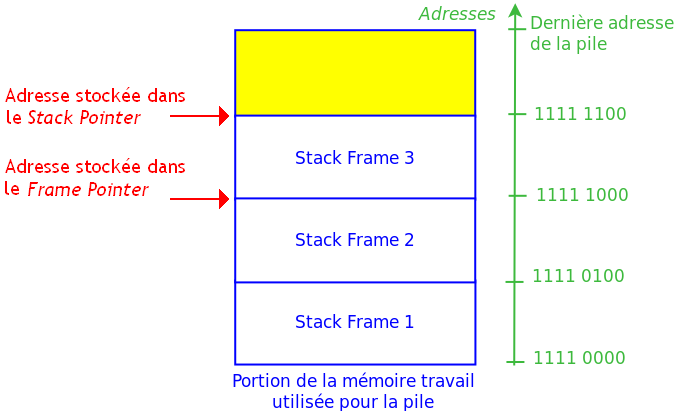 Adresses
Dernière adresse
de la pile
Adresse stockée dans
le Stack Pointer
1111 1100
Stack Frame 3
Adresse stockée dans
le Frame Pointer
1111 1000
Stack Frame 2
1111 0100
Stack Frame 1
1111 0000
Portion de la mémoire travail
utilisée pour la pile